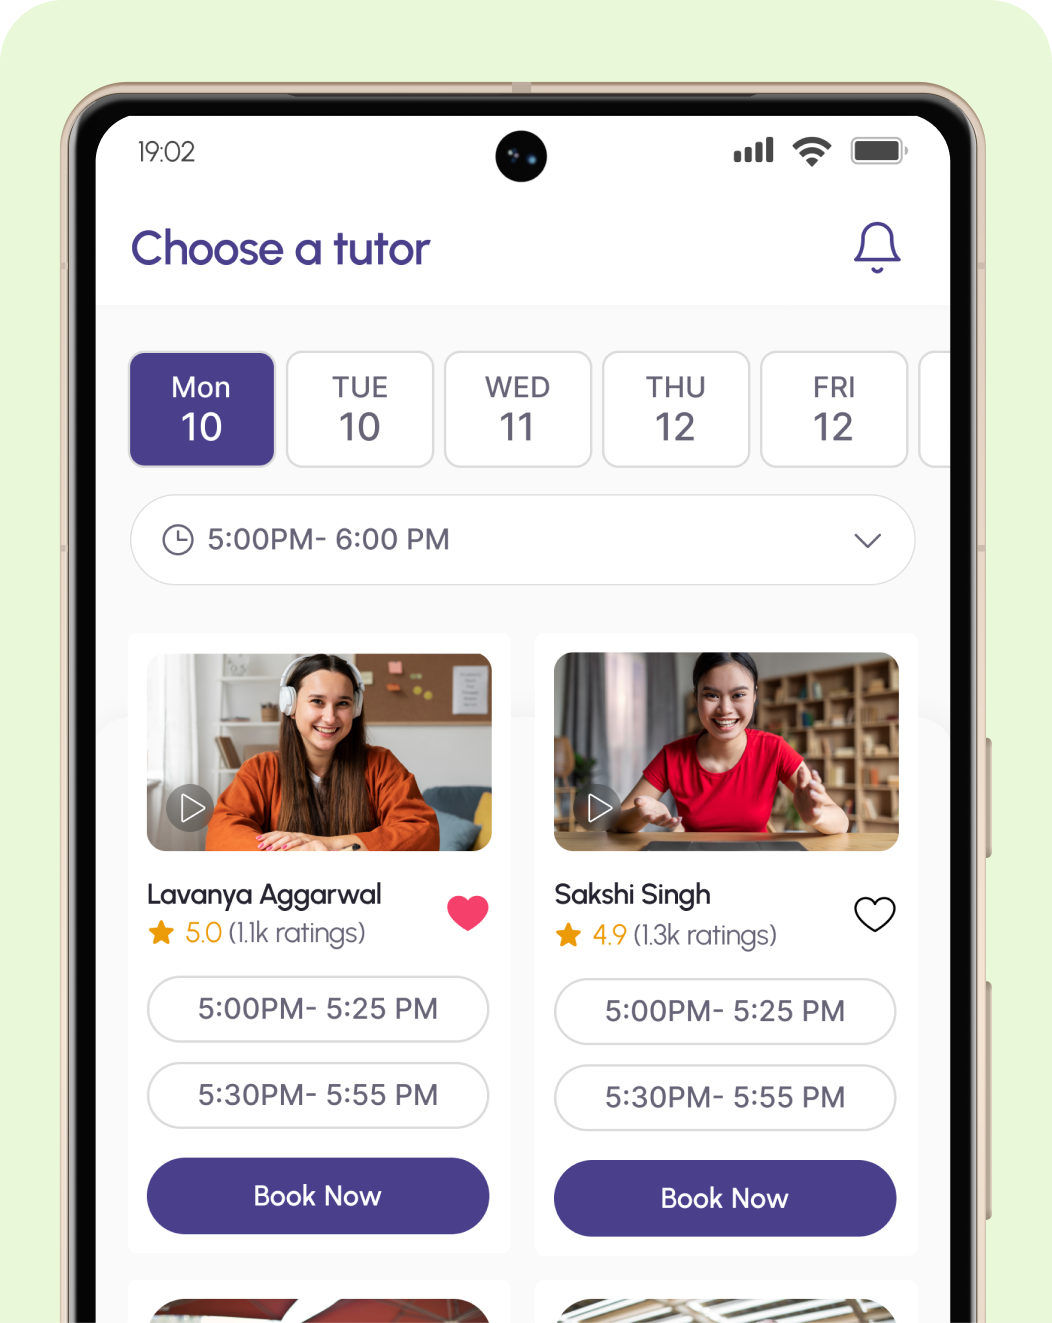 19:02
Choose a tutor
Mon TUE WED THU FRI
10 10 11 12 12
5:00PM- 6:00 PM
Lavanya Aggarwal
5.0 (1.1k ratings)
5:00PM- 5:25 PM
5:30PM- 5:55 PM
Book Now
Sakshi Singh
4.9 (1.3k ratings)
5:00PM- 5:25 PM
5:30PM- 5:55 PM
Book Now